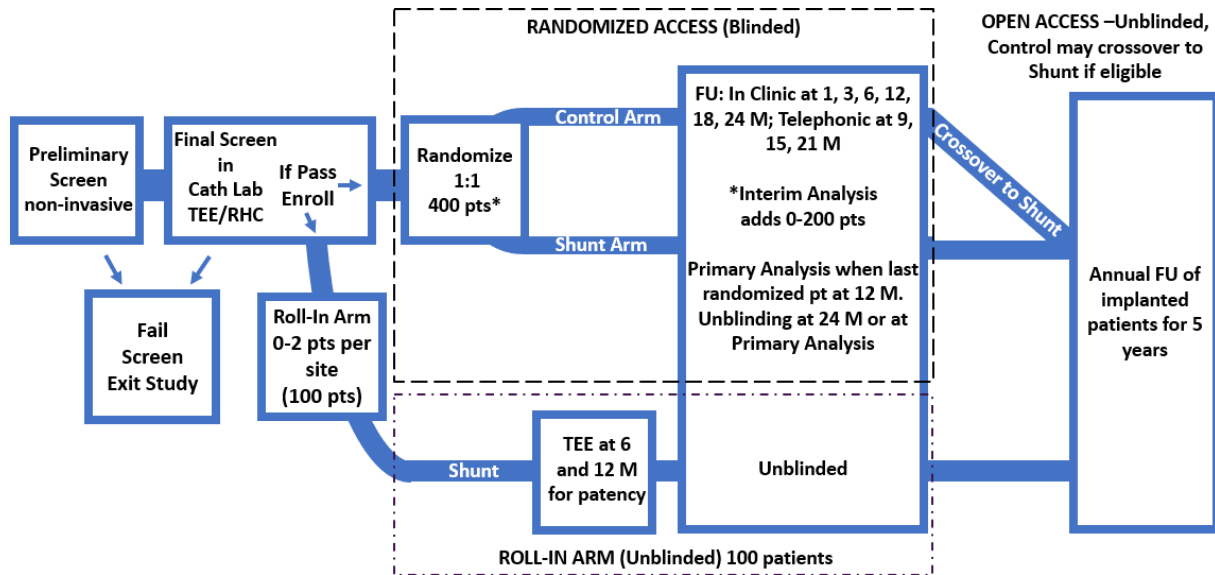 RANDOMIZED ACCESS (Blinded)
OPEN ACCESS –Unblinded,
Control may crossover to
Shunt if eligible
Preliminary
Screen
non-invasive
Final Screen
in
Cath Lab
TEE/RHC
If Pass
Enroll
Fail
Screen
Exit Study
Randomize
1:1
400 pts*
Control Arm
Shunt Arm
FU: In Clinic at 1, 3, 6, 12,
18, 24 M; Telephonic at 9,
15, 21 M
*Interim Analysis
adds 0-200 pts
Primary Analysis when last
randomized pt at 12 M.
Unblinding at 24 M or at
Primary Analysis
Crossover to Shunt
Annual FU of
implanted
patients for 5
years
Roll-In Arm
0-2 pts per
site
(100 pts)
Shunt
TEE at 6
and 12 M
for patency
Unblinded
ROLL-IN ARM (Unblinded) 100 patients